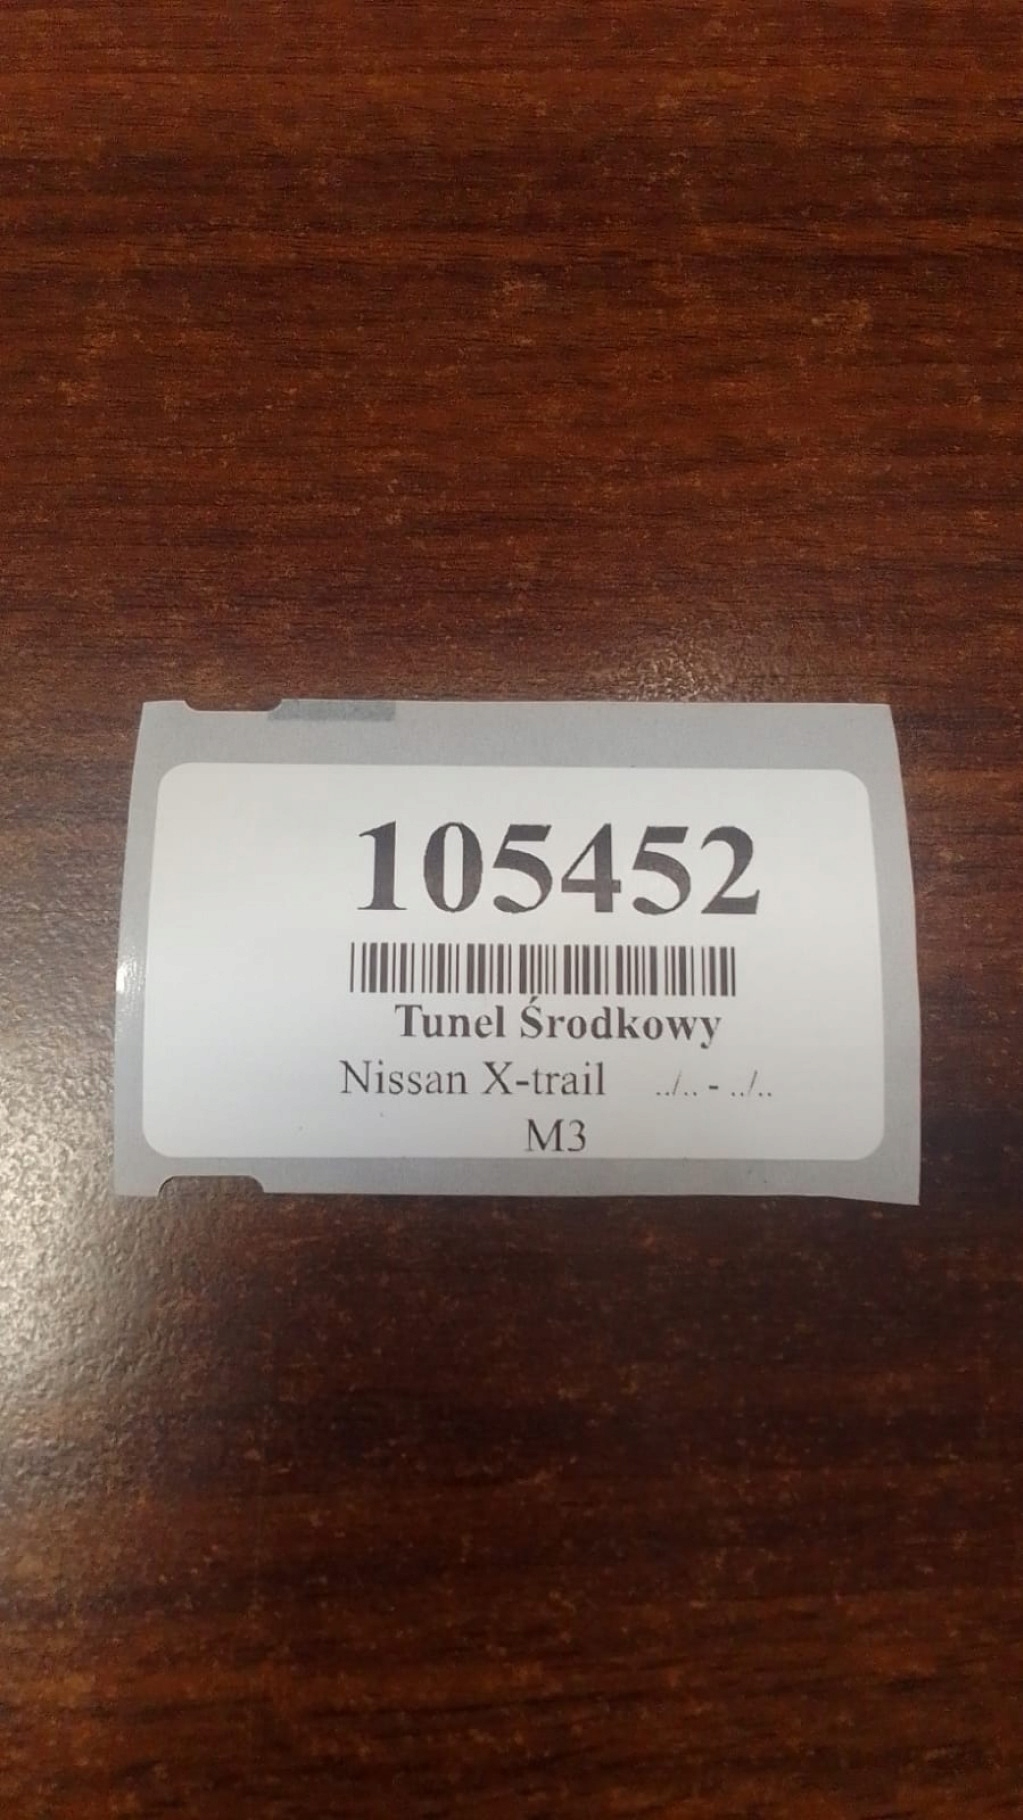 105452
Tunel Środkowy
Nissan X-trail ../.. - ../..
M3